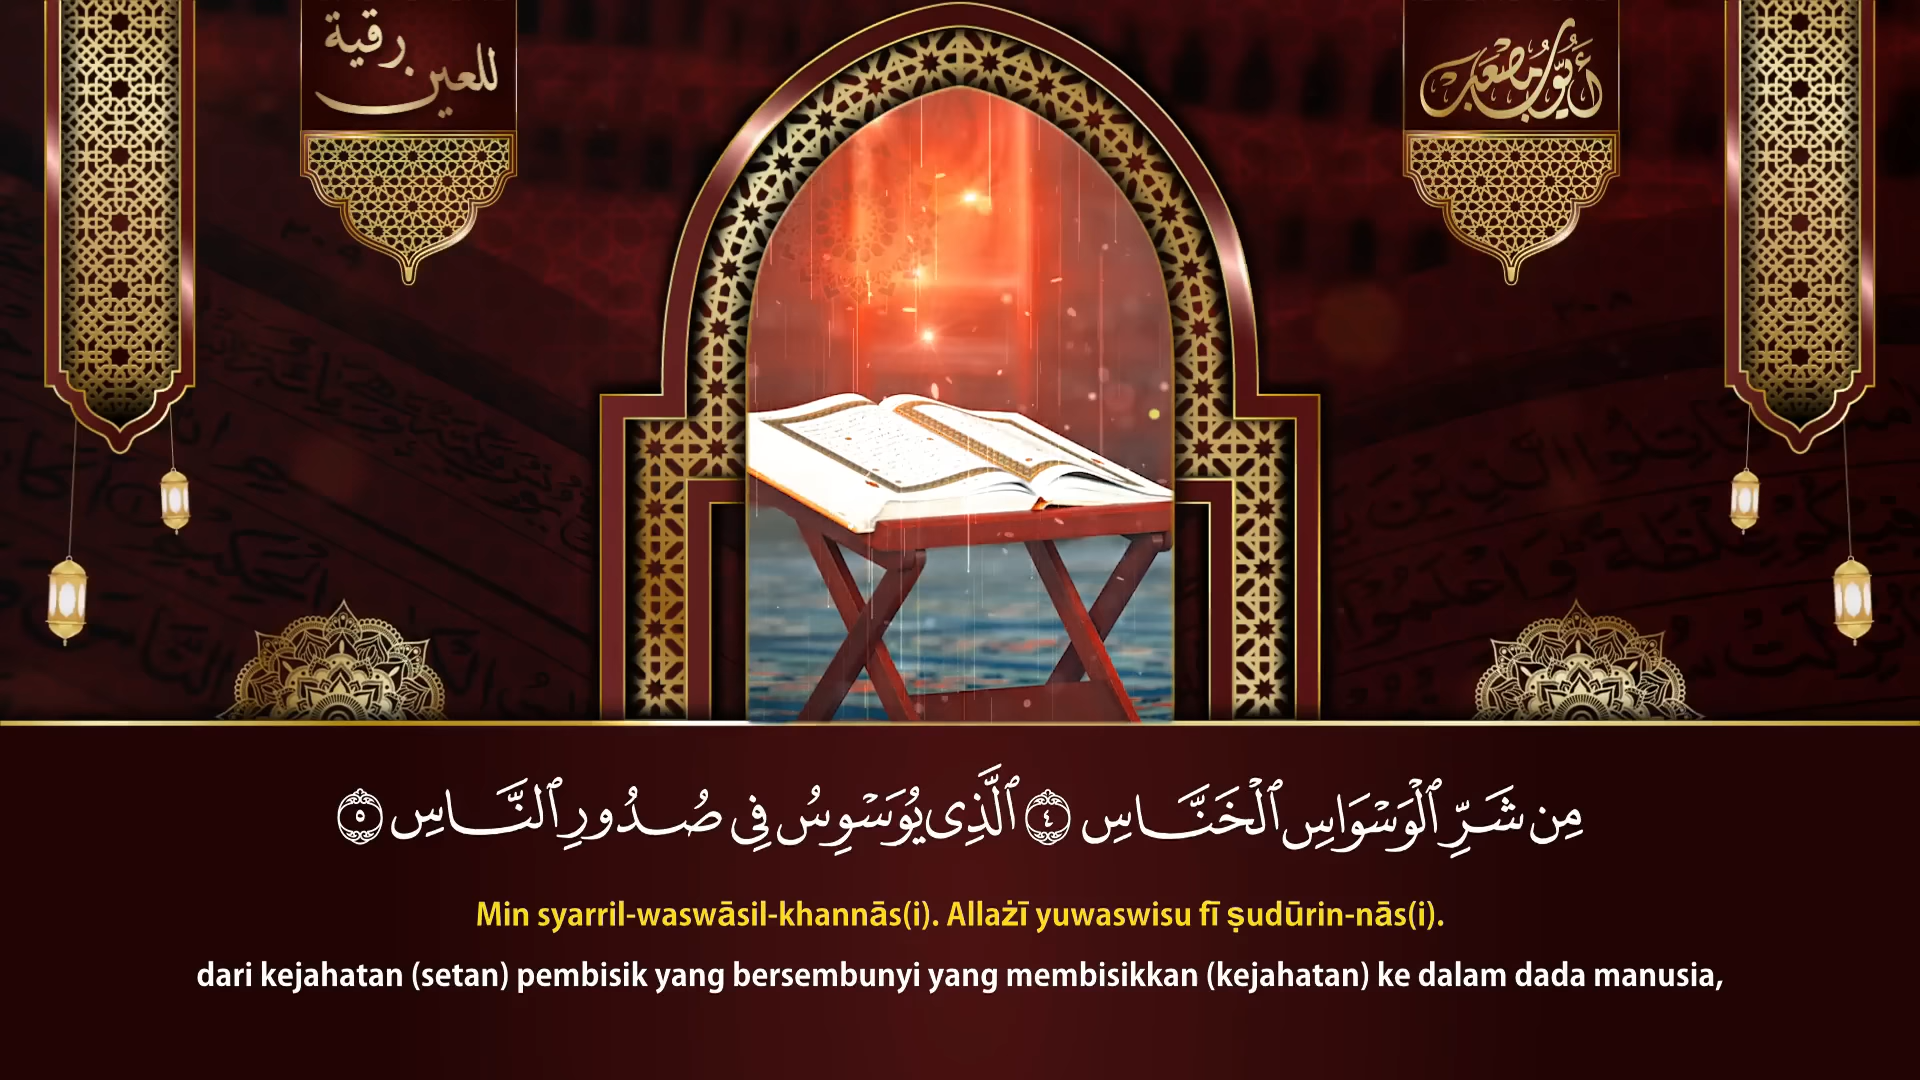 رقية
للعين
أيوب مصعب
مِن شَرِّ ٱلْوَسْوَاسِ ٱلْخَنَّاسِ ٤ ٱلَّذِى يُوَسْوِسُ فِى صُدُورِ ٱلنَّاسِ ٥
Min syarril-waswāsil-khannās(i). Allażī yuwaswisu fī ṣudūrin-nās(i).
dari kejahatan (setan) pembisik yang bersembunyi yang membisikkan (kejahatan) ke dalam dada manusia,